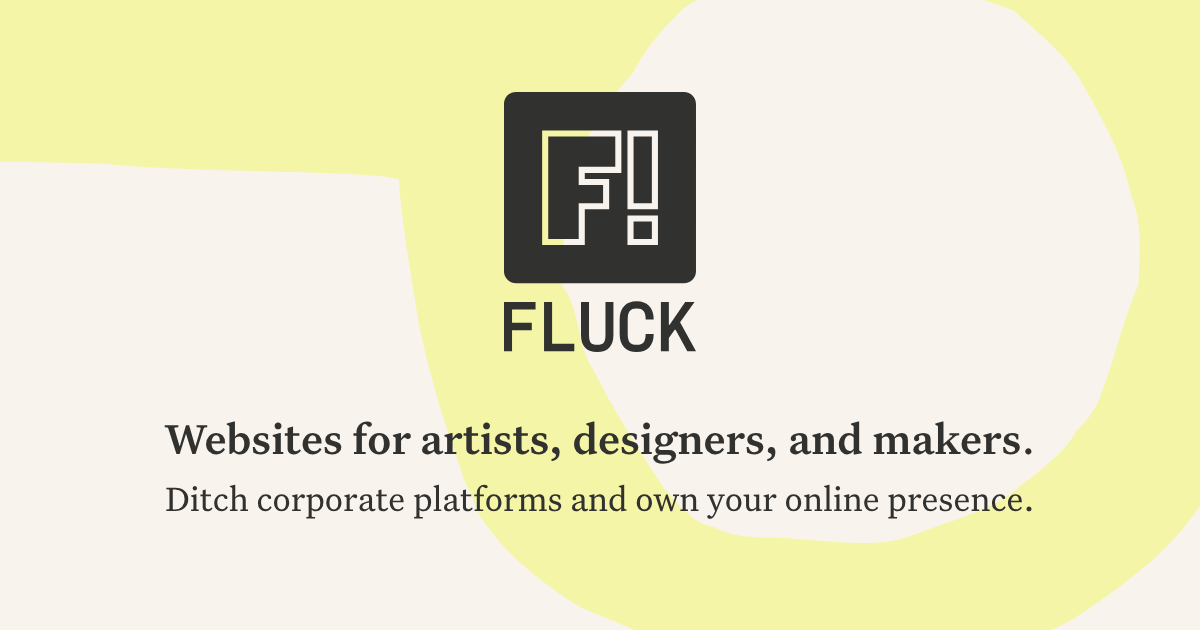 F!
FLUCK
Websites for artists, designers, and makers.
Ditch corporate platforms and own your online presence.